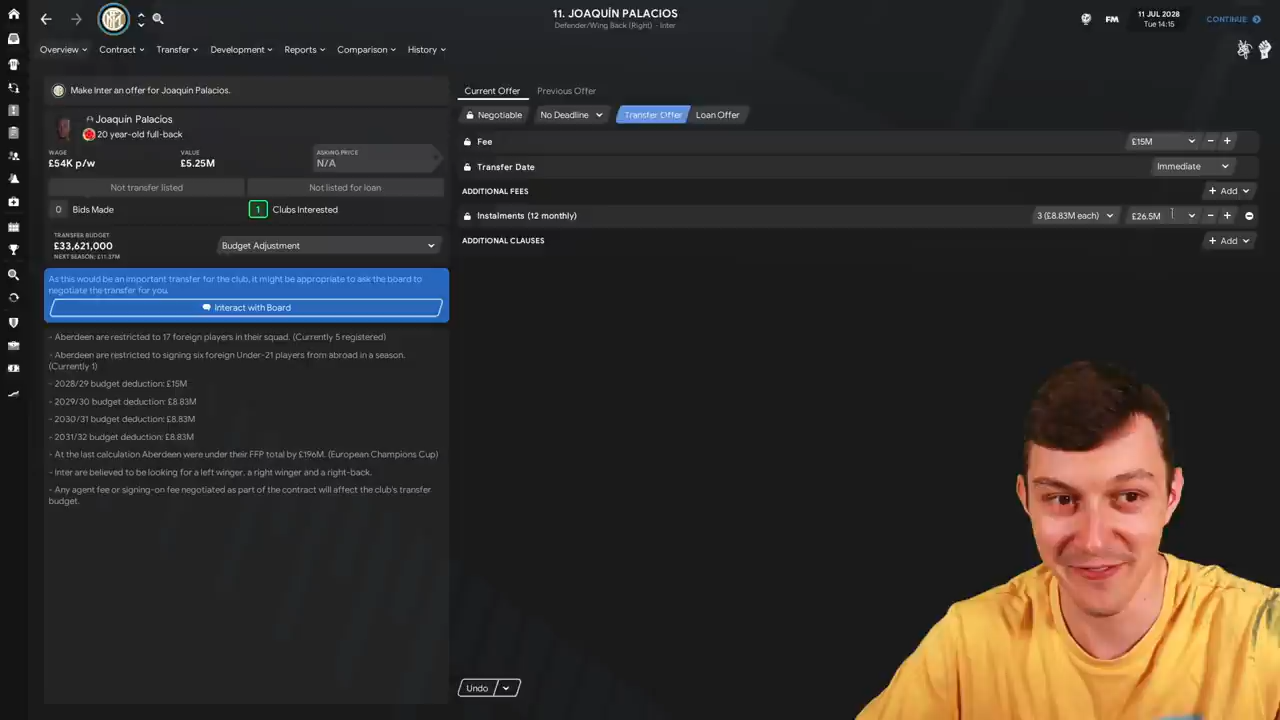 11. JOAQUÍN PALACIOS
Defender/Wing Back (Right) - Inter
FM
11 JUL 2028
Tue 14:15
CONTINUE
Overview
Contract
Transfer
Development
Reports
Comparison
History
Make Inter an offer for Joaquín Palacios.
Joaquín Palacios
20 year-old full-back
WAGE
£54K p/w
VALUE
£5.25M
ASKING PRICE
N/A
Not transfer listed
Not listed for loan
0 Bids Made
1 Clubs Interested
TRANSFER BUDGET
£33,621,000
NEXT SEASON: £11.37M
Budget Adjustment
As this would be an important transfer for the club, it might be appropriate to ask the board to
negotiate the transfer for you.
Interact with Board
- Aberdeen are restricted to 17 foreign players in their squad. (Currently 5 registered)
- Aberdeen are restricted to signing six foreign Under-21 players from abroad in a season.
(Currently 1)
- 2028/29 budget deduction: £15M
- 2029/30 budget deduction: £8.83M
- 2030/31 budget deduction: £8.83M
- 2031/32 budget deduction: £8.83M
- At the last calculation Aberdeen were under their FFP total by £196M. (European Champions Cup)
- Inter are believed to be looking for a left winger, a right winger and a right-back.
- Any agent fee or signing-on fee negotiated as part of the contract will affect the club's transfer
budget.
Current Offer
Previous Offer
Negotiable
No Deadline
Transfer Offer
Loan Offer
Fee
£15M
Transfer Date
Immediate
ADDITIONAL FEES
+ Add
Instalments (12 monthly)
3 (£8.83M each)
£26.5M
ADDITIONAL CLAUSES
+ Add
Undo